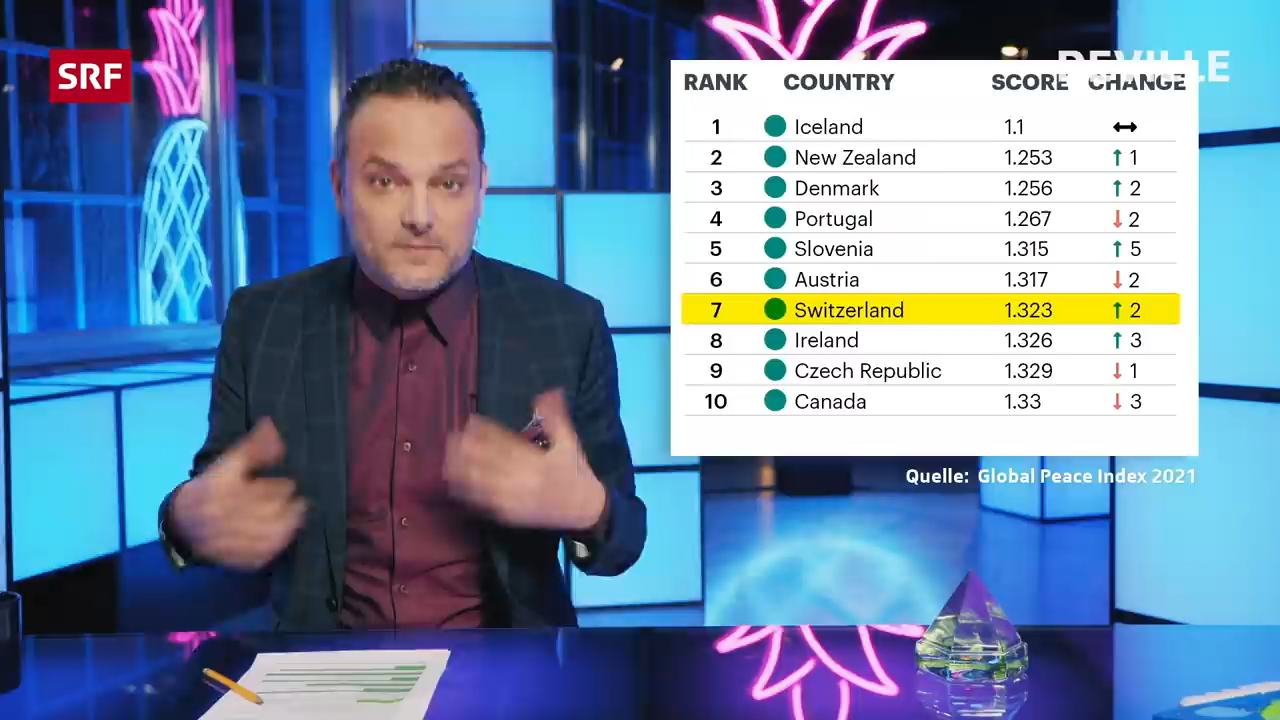 SRF
DEVILLE
RANK COUNTRY SCORE CHANGE
1 Iceland 1.1 ↔
2 New Zealand 1.253 ↑ 1
3 Denmark 1.256 ↑ 2
4 Portugal 1.267 ↓ 2
5 Slovenia 1.315 ↑ 5
6 Austria 1.317 ↓ 2
7 Switzerland 1.323 ↑ 2
8 Ireland 1.326 ↑ 3
9 Czech Republic 1.329 ↓ 1
10 Canada 1.33 ↓ 3
Quelle: Global Peace Index 2021